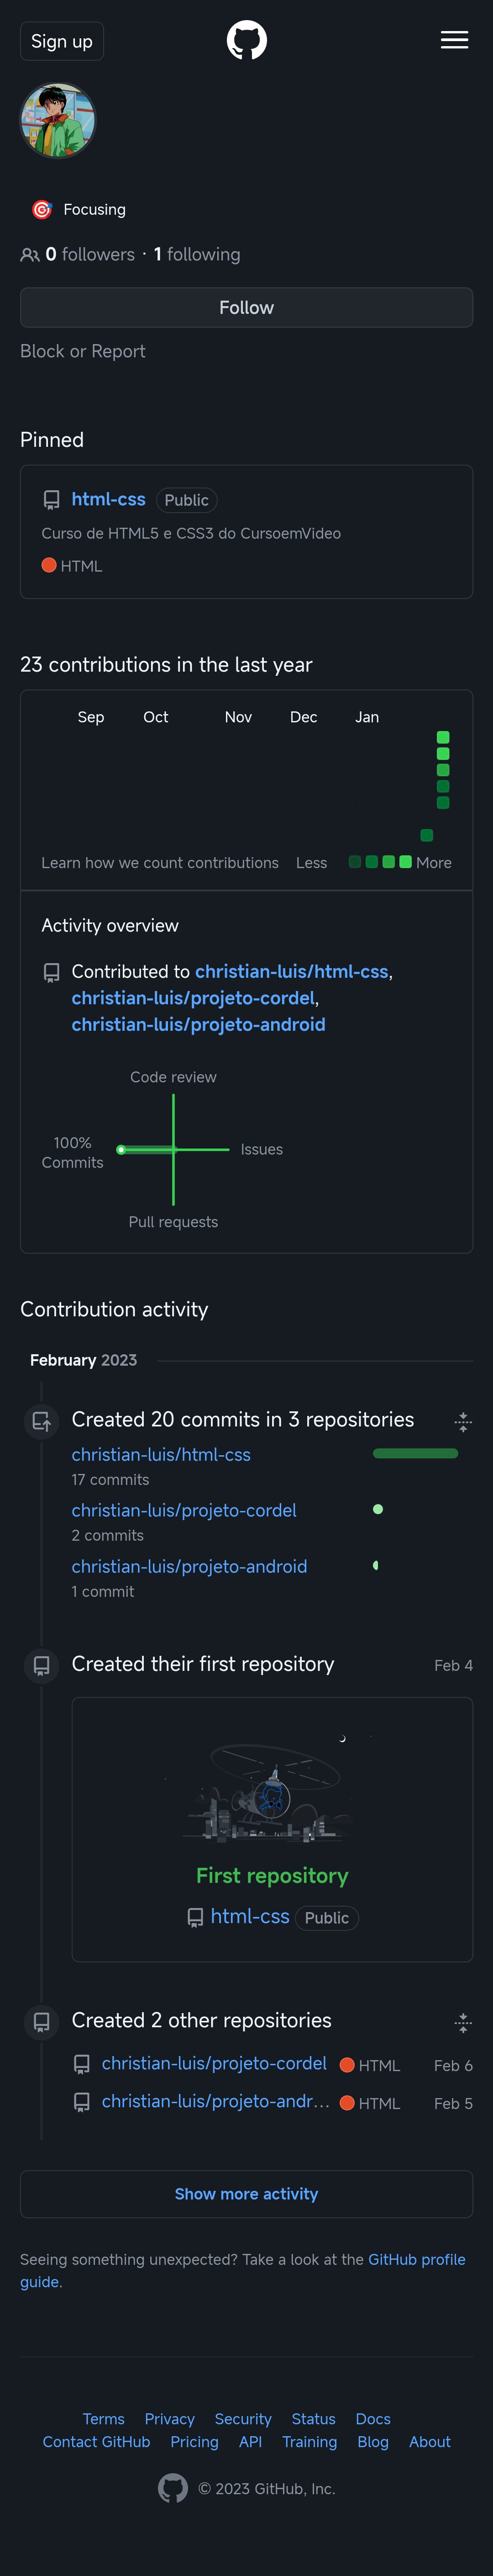 Sign up
Focusing
0 followers · 1 following
Follow
Block or Report
Pinned
html-css Public
Curso de HTML5 e CSS3 do CursoemVideo
HTML
23 contributions in the last year
Sep Oct Nov Dec Jan
Learn how we count contributions Less More
Activity overview
Contributed to christian-luis/html-css,
christian-luis/projeto-cordel,
christian-luis/projeto-android
Code review
100%
Commits
Issues
Pull requests
Contribution activity
February 2023
Created 20 commits in 3 repositories
christian-luis/html-css
17 commits
christian-luis/projeto-cordel
2 commits
christian-luis/projeto-android
1 commit
Created their first repository Feb 4
First repository
html-css Public
Created 2 other repositories
christian-luis/projeto-cordel HTML Feb 6
christian-luis/projeto-andr... HTML Feb 5
Show more activity
Seeing something unexpected? Take a look at the GitHub profile
guide.
Terms Privacy Security Status Docs
Contact GitHub Pricing API Training Blog About
© 2023 GitHub, Inc.